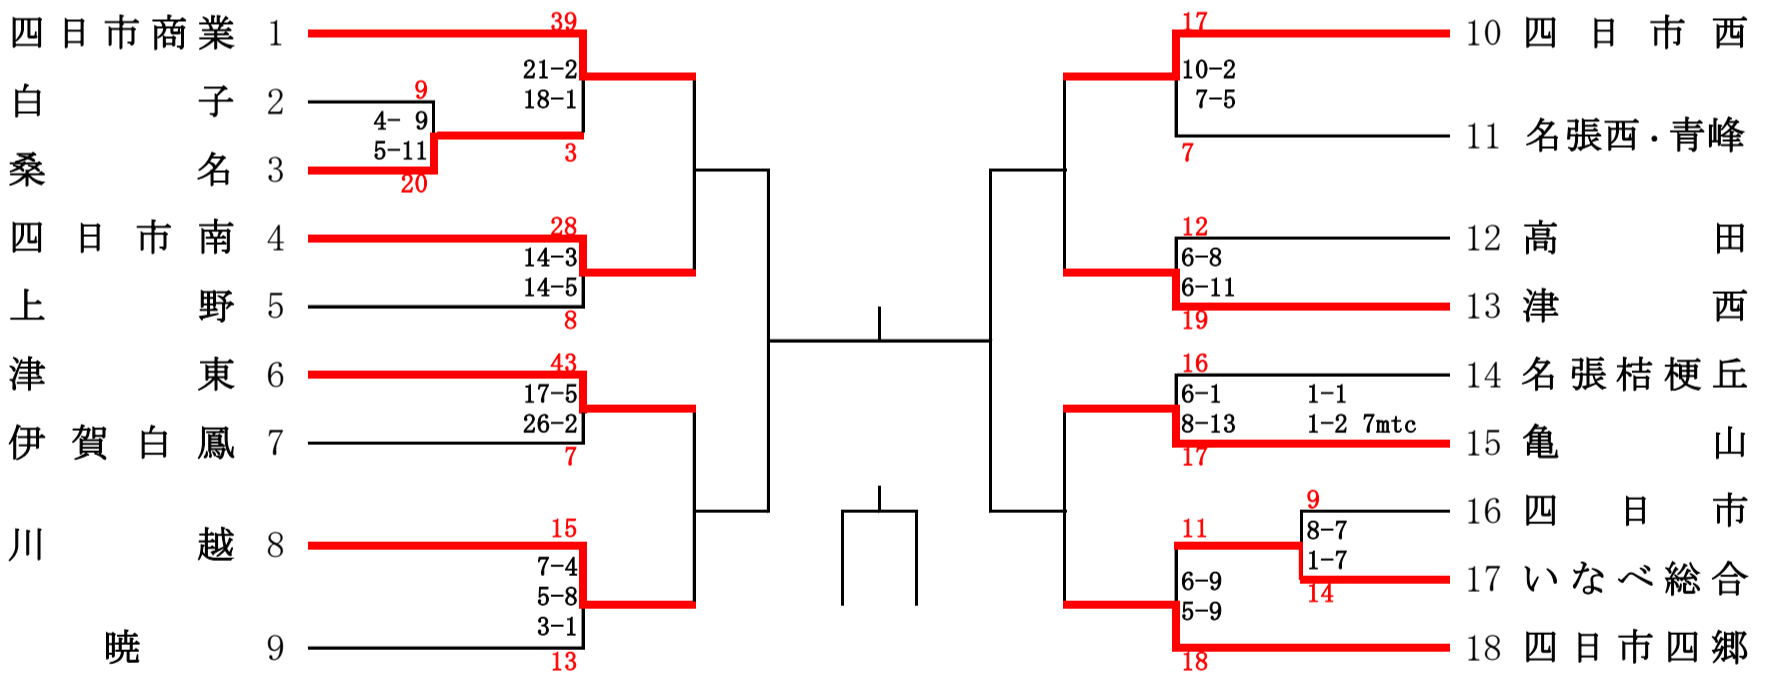 四日市商業 1 39
21-2
18-1
白子 2 9
4- 9
5-11
桑名 3 20
3
四日市南 4 28
14-3
14-5
上野 5 8
津東 6 43
17-5
26-2
伊賀白鳳 7 7
川越 8 15
7-4
5-8
3-1
暁 9 13
17 10 四日市西
10-2
7-5
7 11 名張西・青峰
12 12 高田
6-8
6-11
19 13 津西
16 14 名張桔梗丘
6-1 1-1
8-13 1-2 7mtc
17 15 亀山
9 16 四日市
8-7
1-7
14 17 いなべ総合
11
6-9
5-9
18 18 四日市四郷